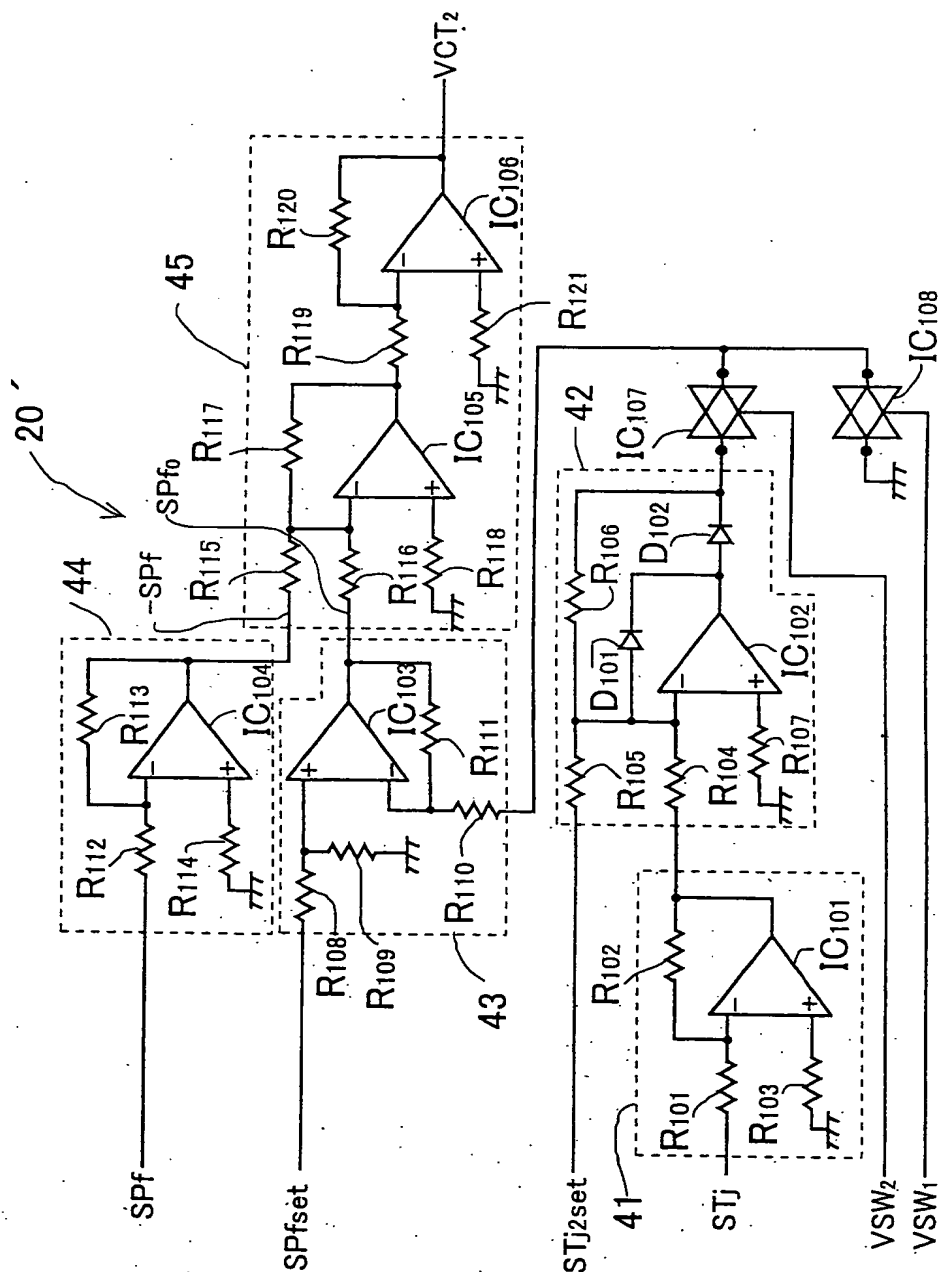 20'
45
44
42
43
41
SPf
SPfset
STj2set
STj
VSW2
VSW1
VCT2
-SPf
SPf0
R101
R102
R103
IC101
R104
R105
R106
R107
D101
D102
IC102
R108
R109
R110
R111
IC103
R112
R113
R114
IC104
R115
R116
R117
R118
IC105
R119
R120
R121
IC106
IC107
IC108
−
+
−
+
+
−
−
+
−
+
−
+